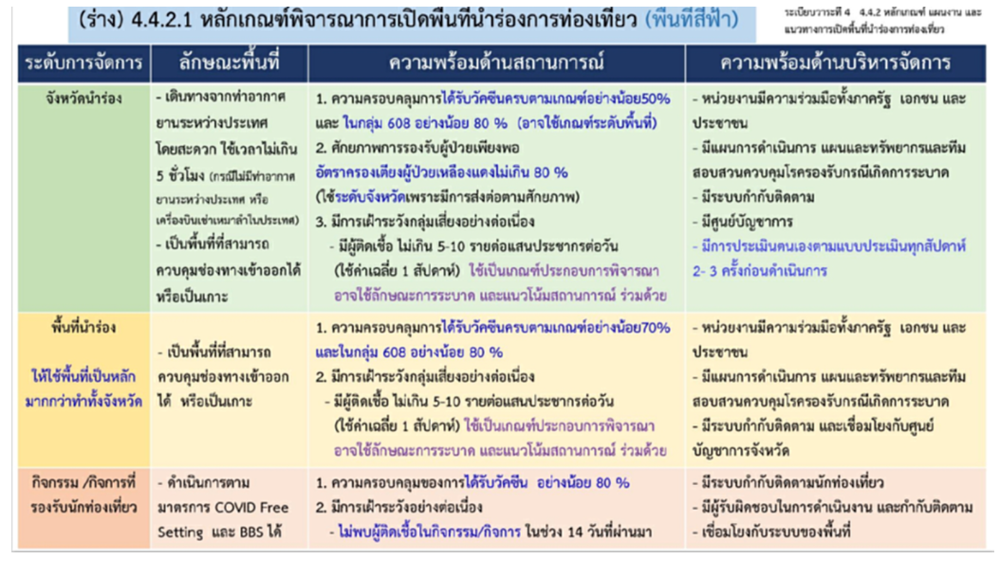 (ร่าง) 4.4.2.1 หลักเกณฑ์พิจารณาการเปิดพื้นที่นำร่องการท่องเที่ยว (พื้นที่สีฟ้า)
ระเบียบวาระที่ 4 4.4.2 หลักเกณฑ์ แผนงาน และ
แนวทางการเปิดพื้นที่นำร่องการท่องเที่ยว
ระดับการจัดการ
ลักษณะพื้นที่
ความพร้อมด้านสถานการณ์
ความพร้อมด้านบริหารจัดการ
จังหวัดนำร่อง
- เดินทางจากท่าอากาศ
ยานระหว่างประเทศ
โดยสะดวก ใช้เวลาไม่เกิน
5 ชั่วโมง (กรณีไม่มีท่าอากาศ
ยานระหว่างประเทศ หรือ
เครื่องบินเช่าเหมาลำในประเทศ)
- เป็นพื้นที่ที่สามารถ
ควบคุมช่องทางเข้าออกได้
หรือเป็นเกาะ
1. ความครอบคลุมการได้รับวัคซีนครบตามเกณฑ์อย่างน้อย50%
และ ในกลุ่ม 608 อย่างน้อย 80 % (อาจใช้เกณฑ์ระดับพื้นที่)
2. ศักยภาพการรองรับผู้ป่วยเพียงพอ
อัตราครองเตียงผู้ป่วยเหลืองแดงไม่เกิน 80 %
(ใช้ระดับจังหวัดเพราะมีการส่งต่อตามศักยภาพ)
3. มีการเฝ้าระวังกลุ่มเสี่ยงอย่างต่อเนื่อง
- มีผู้ติดเชื้อ ไม่เกิน 5-10 รายต่อแสนประชากรต่อวัน
(ใช้ค่าเฉลี่ย 1 สัปดาห์) ใช้เป็นเกณฑ์ประกอบการพิจารณา
อาจใช้ลักษณะการระบาด และแนวโน้มสถานการณ์ ร่วมด้วย
- หน่วยงานมีความร่วมมือทั้งภาครัฐ เอกชน และ
ประชาชน
- มีแผนการดำเนินการ แผนและทรัพยากรและทีม
สอบสวนควบคุมโรครองรับกรณีเกิดการระบาด
- มีระบบกำกับติดตาม
- มีศูนย์บัญชาการ
- มีการประเมินตนเองตามแบบประเมินทุกสัปดาห์
2- 3 ครั้งก่อนดำเนินการ
พื้นที่นำร่อง
ให้ใช้พื้นที่เป็นหลัก
มากกว่าทำทั้งจังหวัด
- เป็นพื้นที่ที่สามารถ
ควบคุมช่องทางเข้าออก
ได้ หรือเป็นเกาะ
1. ความครอบคลุมการได้รับวัคซีนครบตามเกณฑ์อย่างน้อย70%
และในกลุ่ม 608 อย่างน้อย 80 %
2. มีการเฝ้าระวังกลุ่มเสี่ยงอย่างต่อเนื่อง
- มีผู้ติดเชื้อ ไม่เกิน 5-10 รายต่อแสนประชากรต่อวัน
(ใช้ค่าเฉลี่ย 1 สัปดาห์) ใช้เป็นเกณฑ์ประกอบการพิจารณา
อาจใช้ลักษณะการระบาด และแนวโน้มสถานการณ์ ร่วมด้วย
- หน่วยงานมีความร่วมมือทั้งภาครัฐ เอกชน และ
ประชาชน
- มีแผนการดำเนินการ แผนและทรัพยากรและทีม
สอบสวนควบคุมโรครองรับกรณีเกิดการระบาด
- มีระบบกำกับติดตาม และเชื่อมโยงกับศูนย์
บัญชาการจังหวัด
กิจกรรม /กิจการที่
รองรับนักท่องเที่ยว
- ดำเนินการตาม
มาตรการ COVID Free
Setting และ BBS ได้
1. ความครอบคลุมของการได้รับวัคซีน อย่างน้อย 80 %
2. มีการเฝ้าระวังอย่างต่อเนื่อง
- ไม่พบผู้ติดเชื้อในกิจกรรม/กิจการ ในช่วง 14 วันที่ผ่านมา
- มีระบบกำกับติดตามนักท่องเที่ยว
- มีผู้รับผิดชอบในการดำเนินงาน และกำกับติดตาม
- เชื่อมโยงกับระบบของพื้นที่